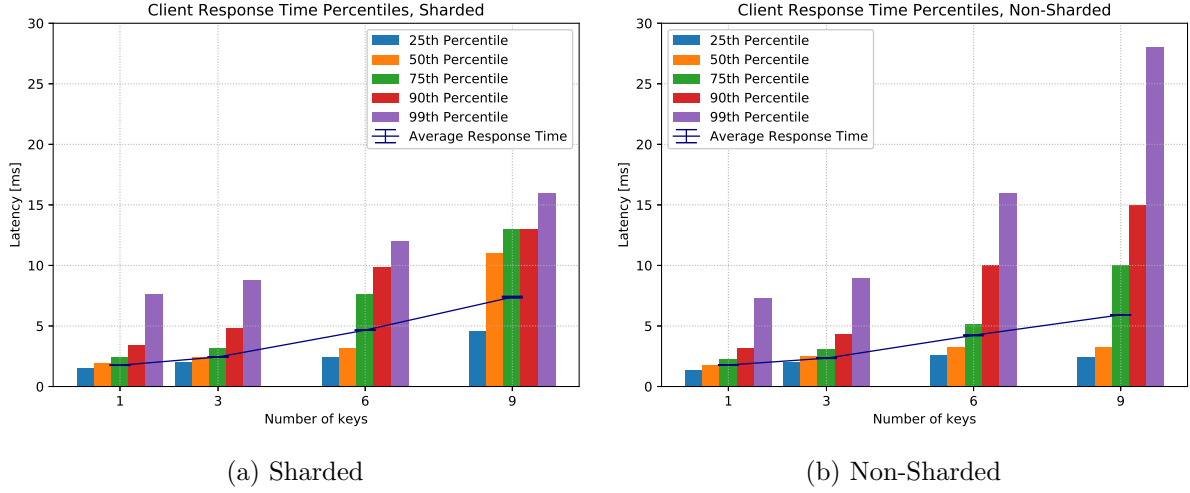 Client Response Time Percentiles, Sharded
30
25
20
15
10
5
0
Latency [ms]
25th Percentile
50th Percentile
75th Percentile
90th Percentile
99th Percentile
Average Response Time
1 3 6 9
Number of keys
(a) Sharded
Client Response Time Percentiles, Non-Sharded
30
25
20
15
10
5
0
Latency [ms]
25th Percentile
50th Percentile
75th Percentile
90th Percentile
99th Percentile
Average Response Time
1 3 6 9
Number of keys
(b) Non-Sharded